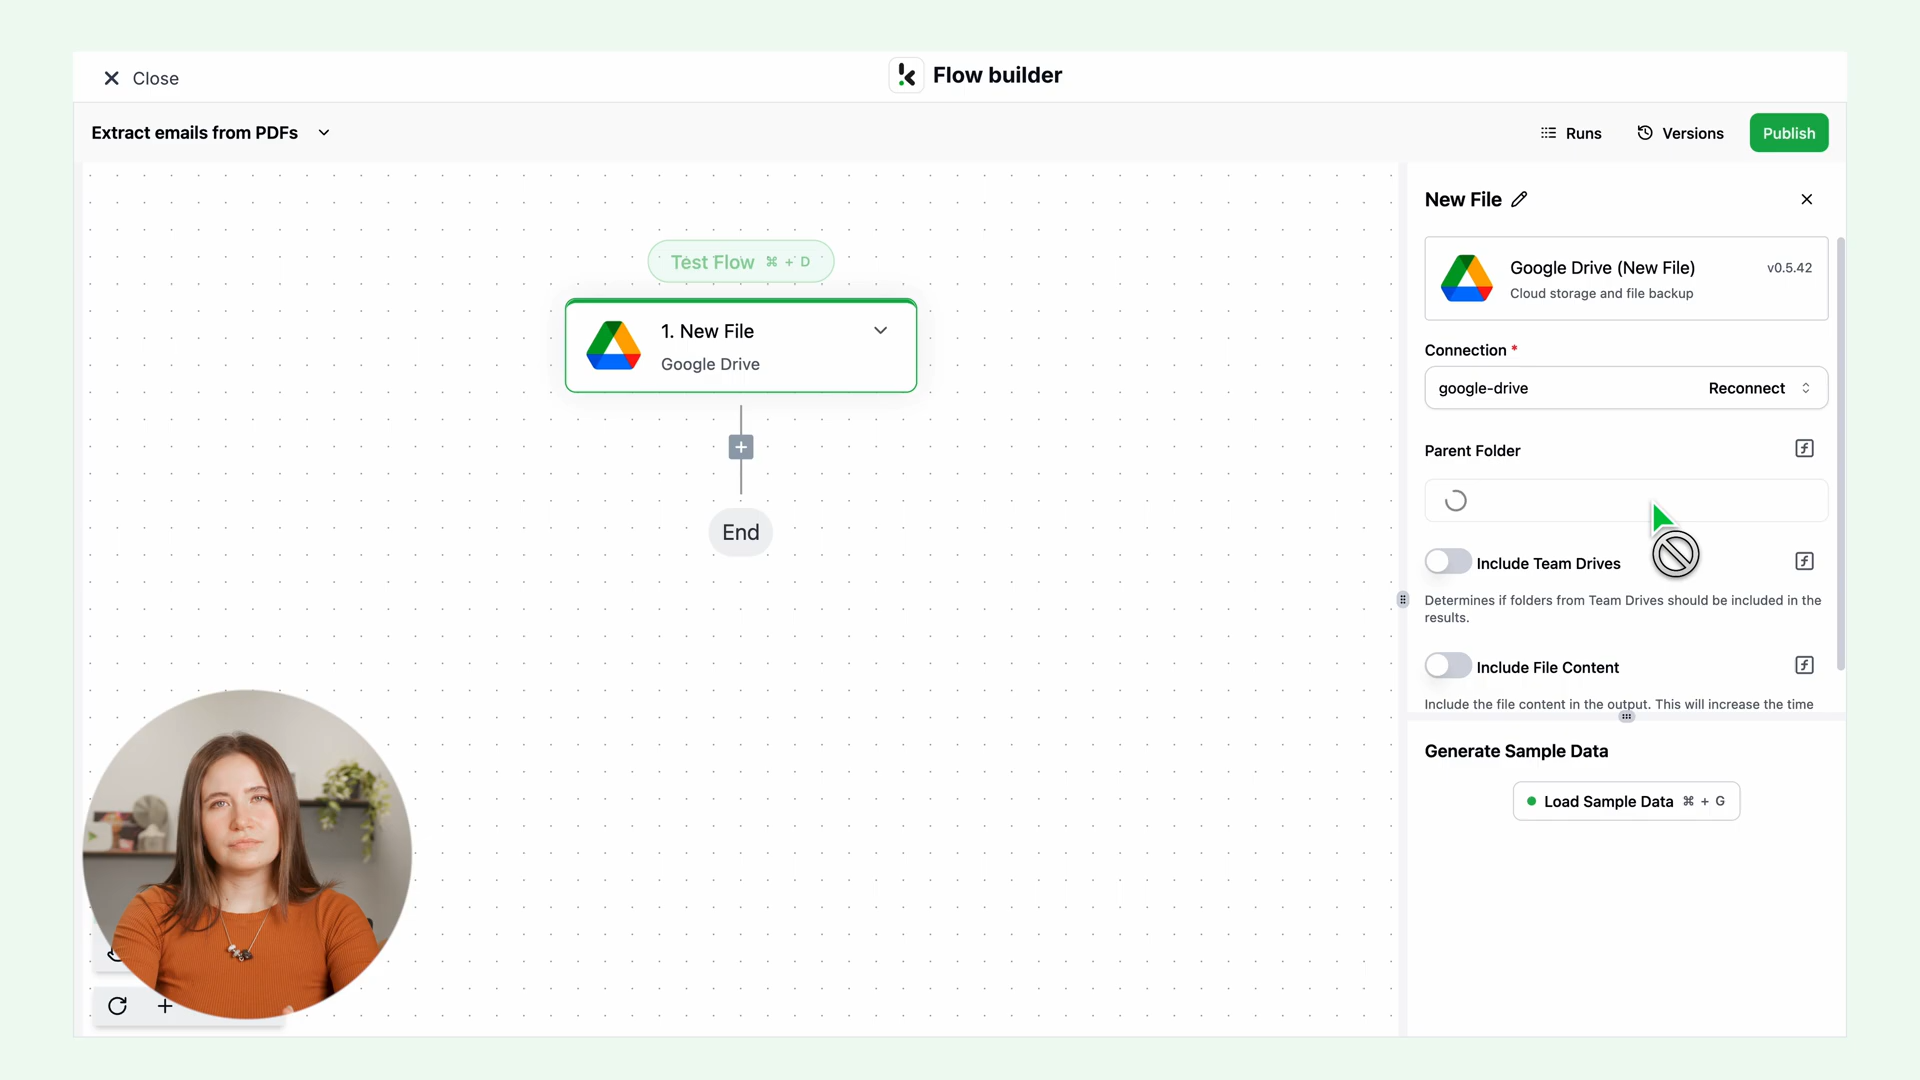 Close
Flow builder
Extract emails from PDFs
Runs
Versions
Publish
Test Flow ⌘ + D
1. New File
Google Drive
End
New File
Google Drive (New File)
v0.5.42
Cloud storage and file backup
Connection *
google-drive
Reconnect
Parent Folder
Include Team Drives
Determines if folders from Team Drives should be included in the
results.
Include File Content
Include the file content in the output. This will increase the time
Generate Sample Data
Load Sample Data ⌘ + G